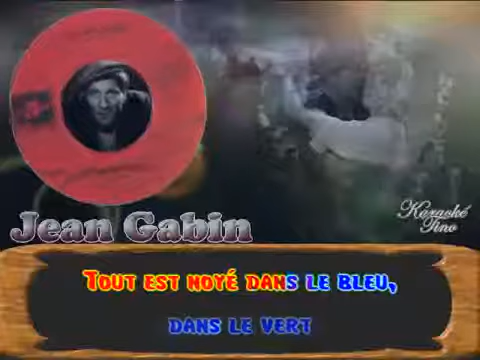 Jean Gabin
Karaoké
Tino
TOUT EST NOYÉ DANS LE BLEU,
DANS LE VERT